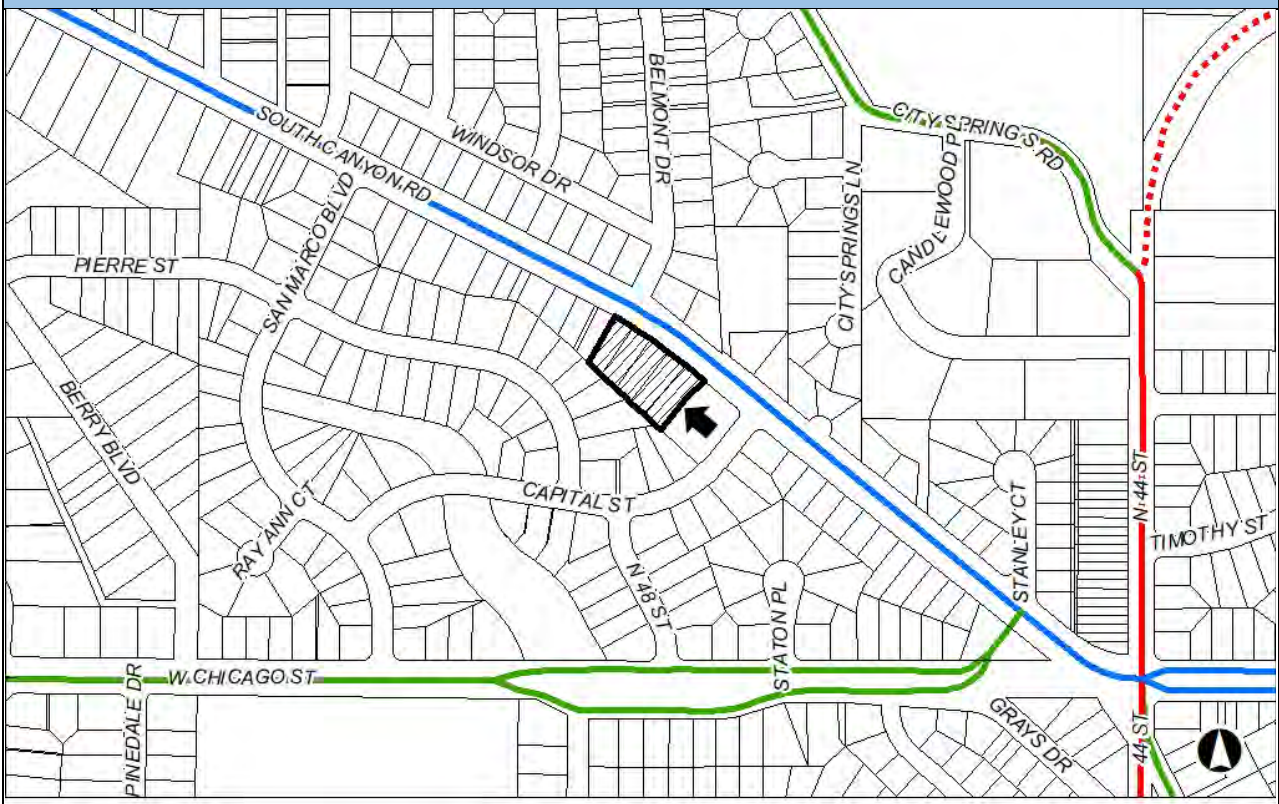 BELMONT DR
CITY SPRINGS RD
SOUTH CANYON RD
WINDSOR DR
CANDLEWOOD
SAN MARCO BLVD
CITY SPRINGS LN
PIERRE ST
BERRY BLVD
N 44 ST
CAPITAL ST
STANLEY CT
TIMOTHY ST
RAY ANN CT
N 48 ST
STATON PL
W CHICAGO ST
PINEDALE DR
GRAYS DR
44 ST